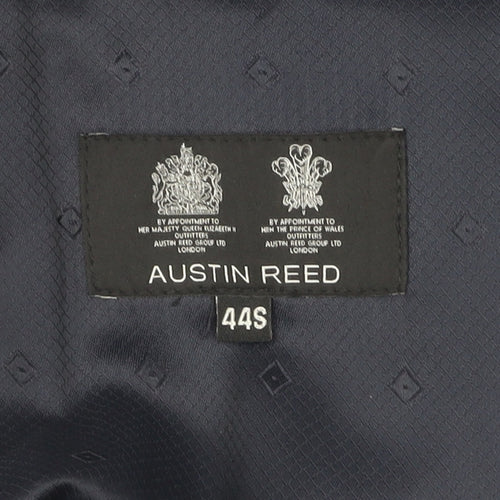 BY APPOINTMENT TO
HER MAJESTY QUEEN ELIZABETH II
OUTFITTERS
AUSTIN REED GROUP LTD
LONDON
BY APPOINTMENT TO
HRH THE PRINCE OF WALES
OUTFITTERS
AUSTIN REED GROUP LTD
LONDON
AUSTIN REED
44S